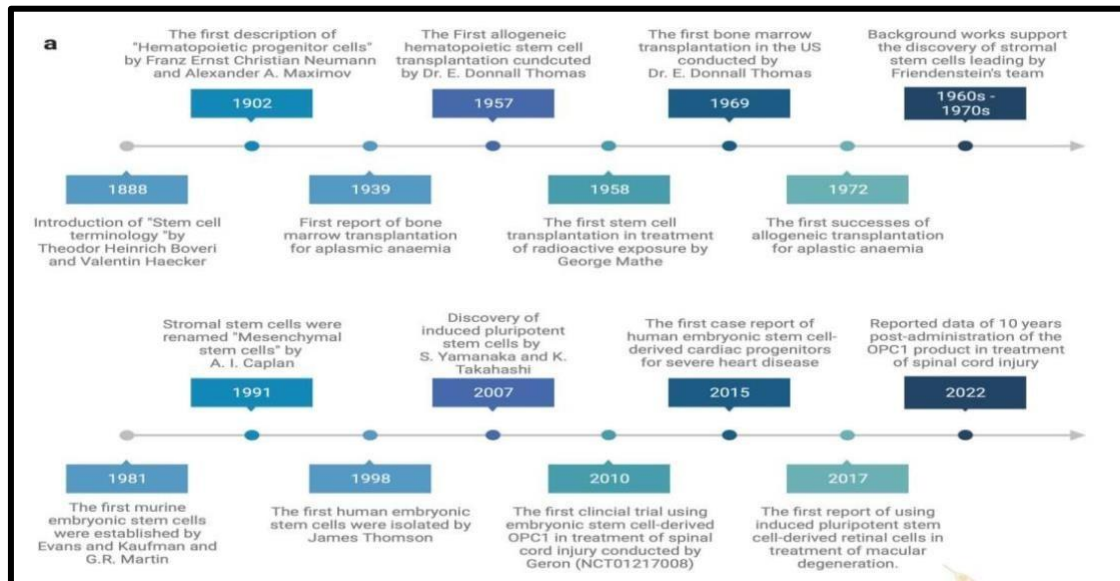 a
The first description of
"Hematopoietic progenitor cells"
by Franz Ernst Christian Neumann
and Alexander A. Maximov
1902
The First allogeneic
hematopoietic stem cell
transplantation cundcuted
by Dr. E. Donnall Thomas
1957
The first bone marrow
transplantation in the US
conducted by
Dr. E. Donnall Thomas
1969
Background works support
the discovery of stromal
stem cells leading by
Friendenstein's team
1960s -
1970s
1888
Introduction of "Stem cell
terminology "by
Theodor Heinrich Boveri
and Valentin Haecker
1939
First report of bone
marrow transplantation
for aplasmic anaemia
1958
The first stem cell
transplantation in treatment
of radioactive exposure by
George Mathe
1972
The first successes of
allogeneic transplantation
for aplastic anaemia
Stromal stem cells were
renamed "Mesenchymal
stem cells" by
A. I. Caplan
1991
Discovery of
induced pluripotent
stem cells by
S. Yamanaka and K.
Takahashi
2007
The first case report of
human embryonic stem cell-
derived cardiac progenitors
for severe heart disease
2015
Reported data of 10 years
post-administration of the
OPC1 product in treatment
of spinal cord injury
2022
1981
The first murine
embryonic stem cells
were established by
Evans and Kaufman and
G.R. Martin
1998
The first human embryonic
stem cells were isolated by
James Thomson
2010
The first clincial trial using
embryonic stem cell-derived
OPC1 in treatment of spinal
cord injury conducted by
Geron (NCT01217008)
2017
The first report of using
induced pluripotent stem
cell-derived retinal cells in
treatment of macular
degeneration.